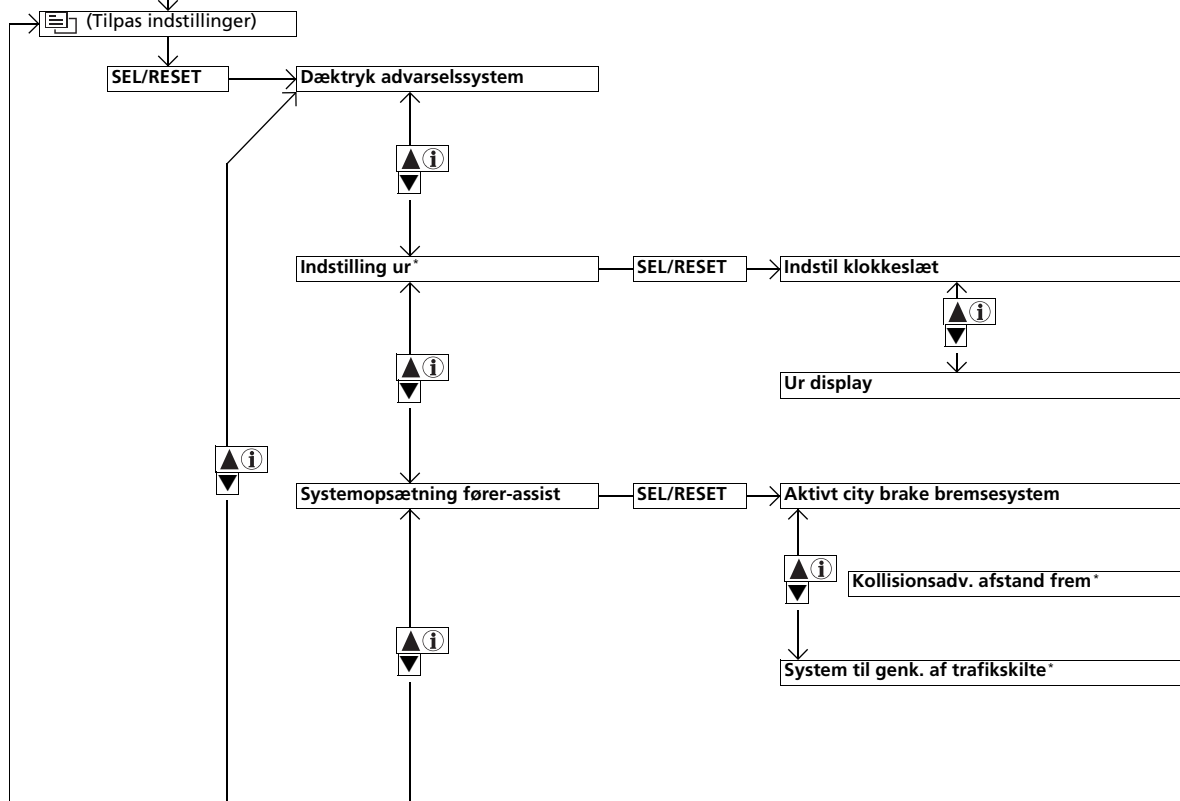 (Tilpas indstillinger)
SEL/RESET
Dæktryk advarselssystem
i
Indstilling ur*
SEL/RESET
Indstil klokkeslæt
i
i
Ur display
i
Systemopsætning fører-assist
SEL/RESET
Aktivt city brake bremsesystem
i
Kollisionsadv. afstand frem*
i
System til genk. af trafikskilte*